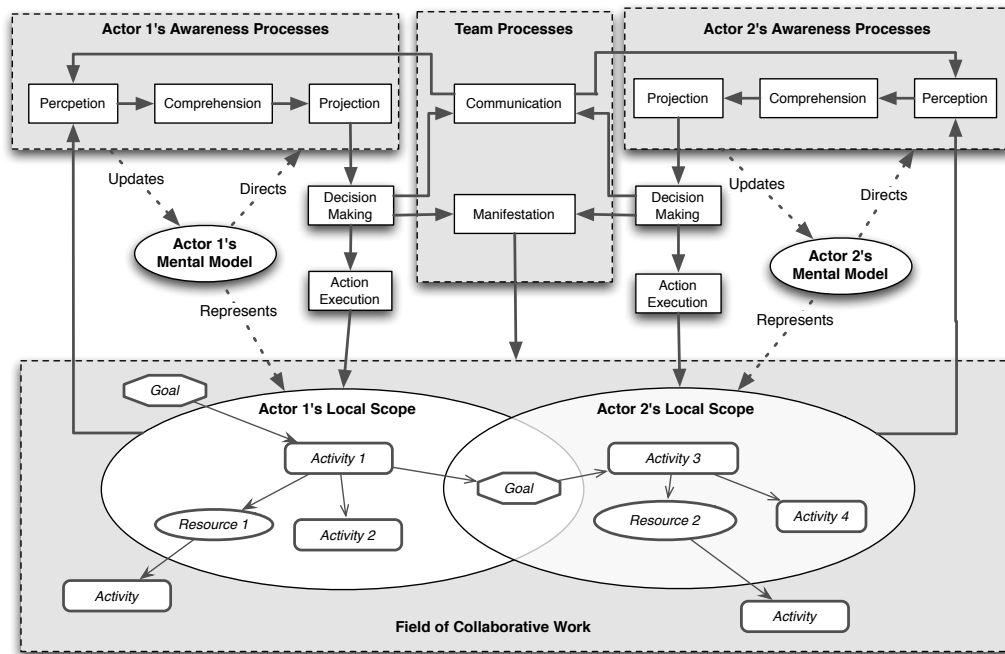 Actor 1's Awareness Processes
Team Processes
Actor 2's Awareness Processes
Percpetion
Comprehension
Projection
Communication
Projection
Comprehension
Perception
Updates
Directs
Decision
Making
Manifestation
Decision
Making
Updates
Directs
Actor 1's
Mental Model
Actor 2's
Mental Model
Action
Execution
Action
Execution
Represents
Represents
Goal
Actor 1's Local Scope
Actor 2's Local Scope
Activity 1
Activity 3
Goal
Resource 1
Activity 2
Resource 2
Activity 4
Activity
Activity
Field of Collaborative Work